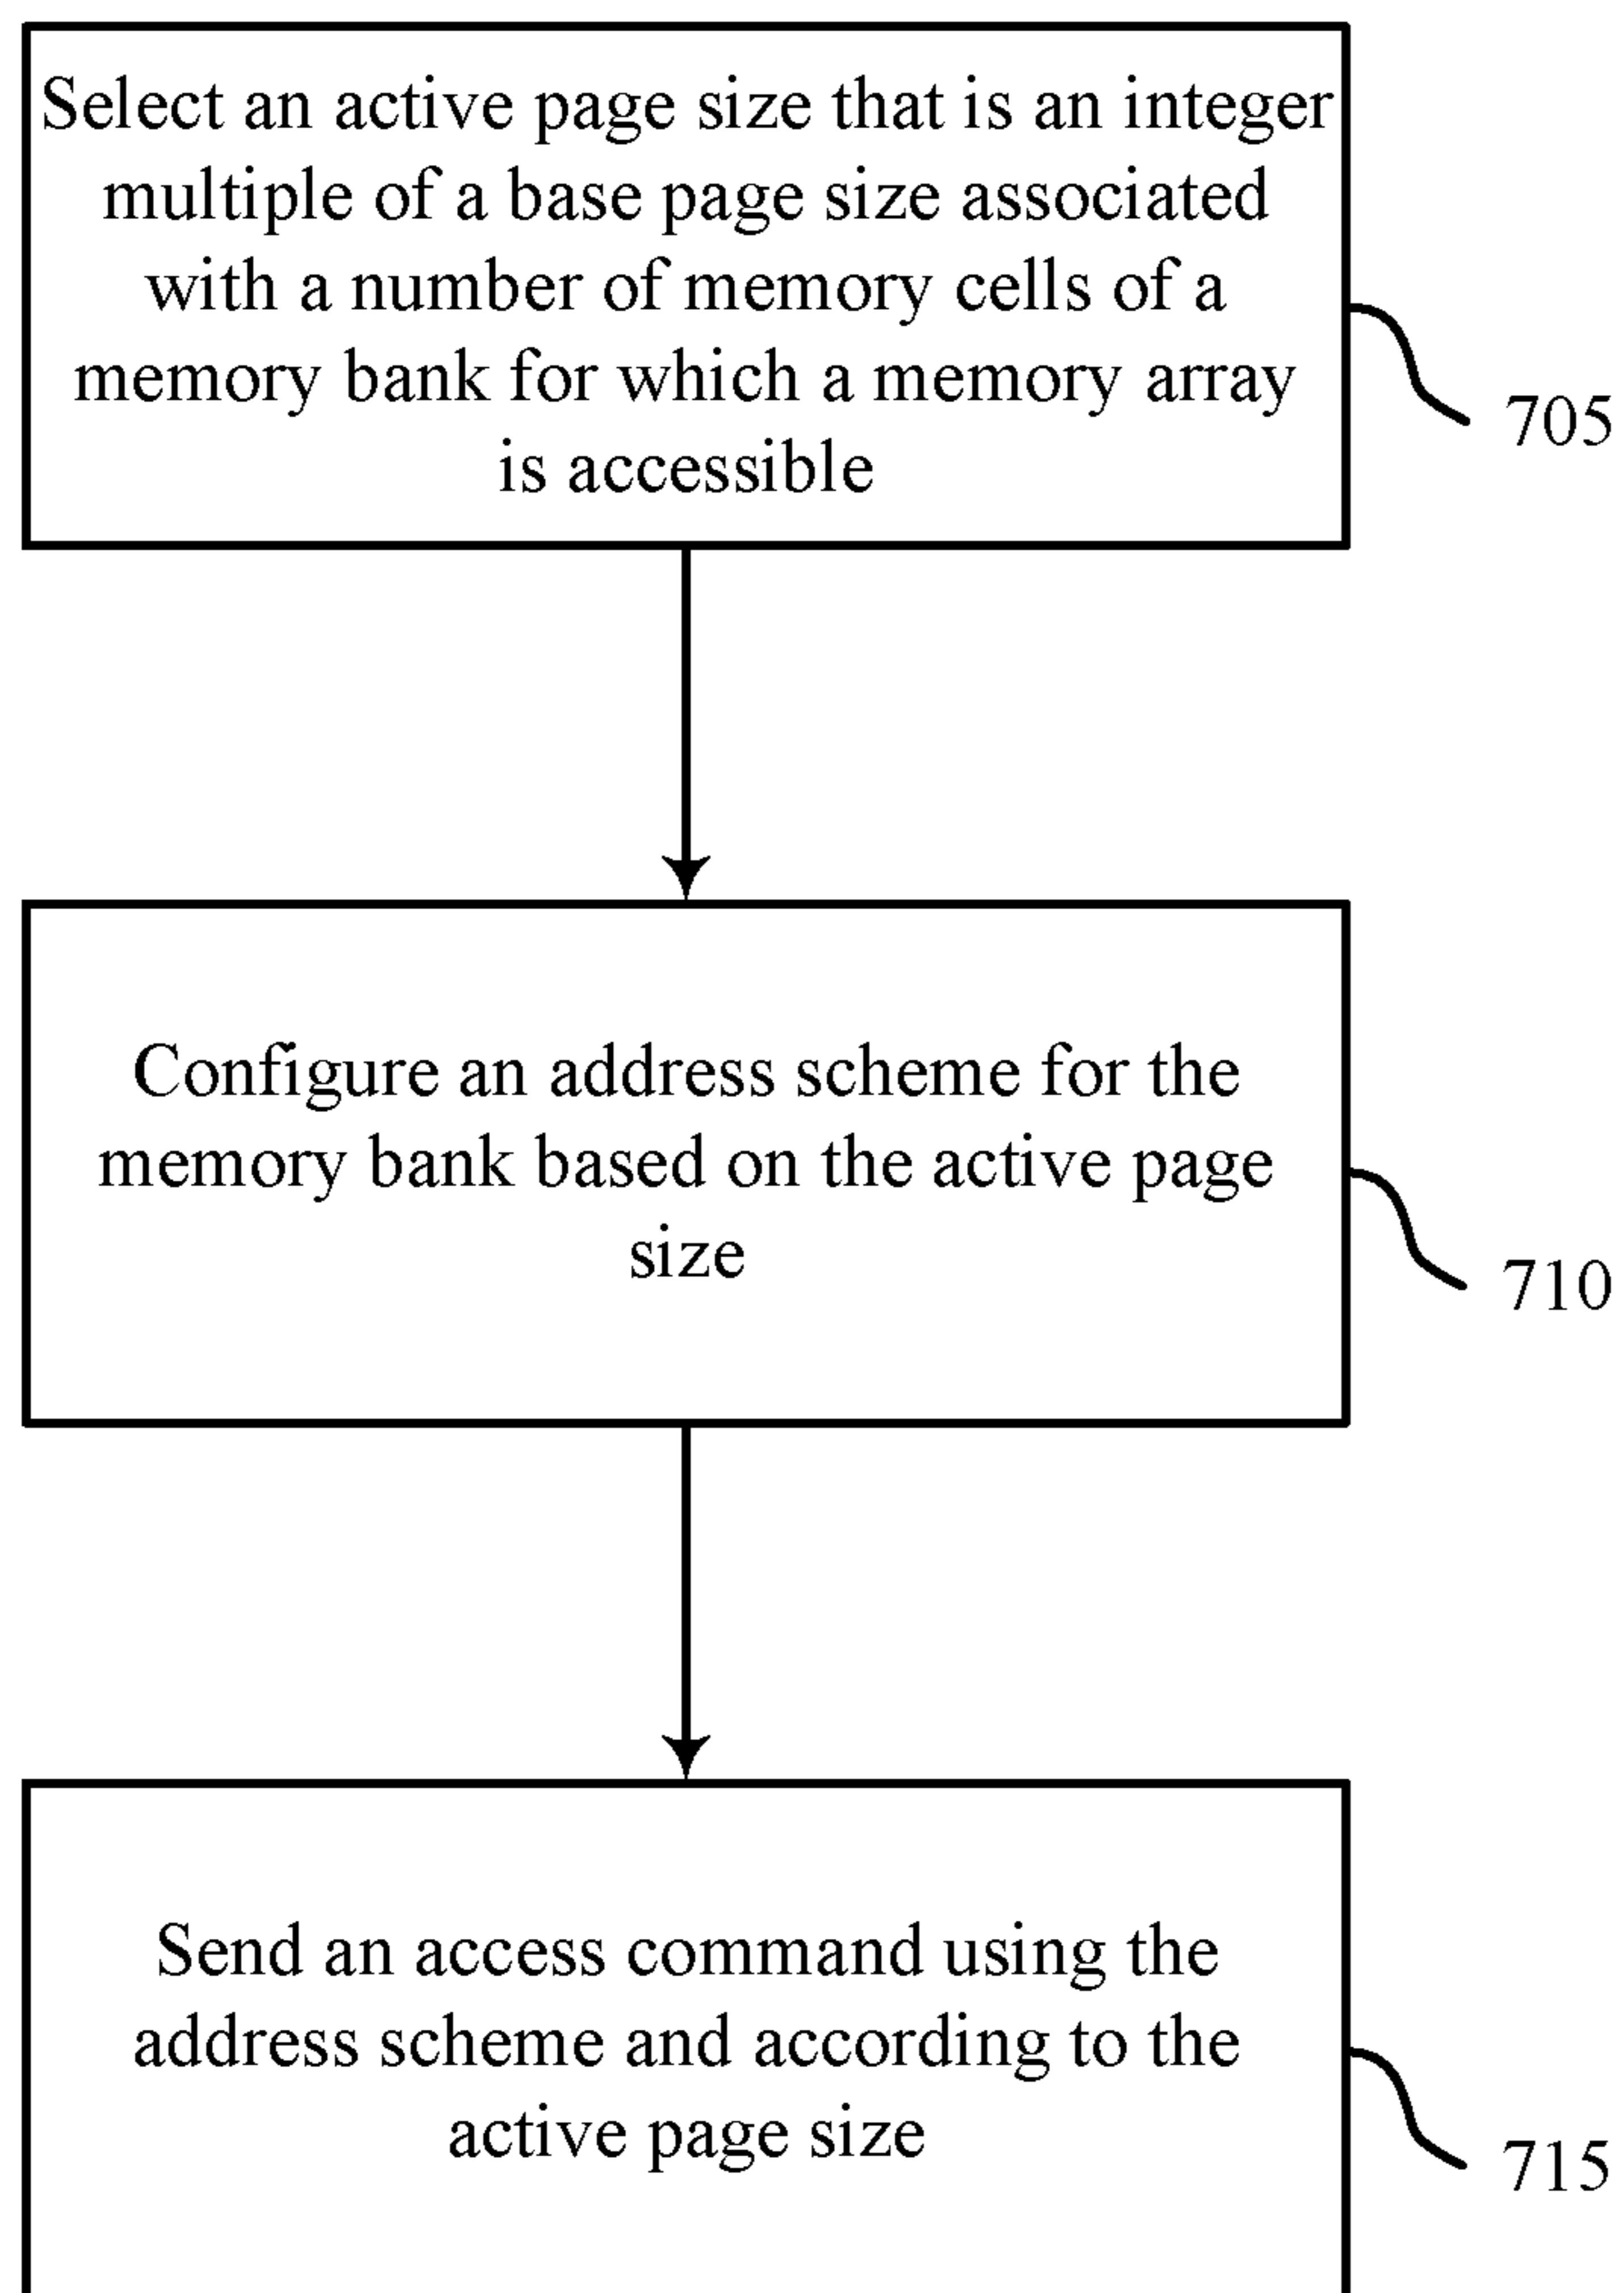 Select an active page size that is an integer
multiple of a base page size associated
with a number of memory cells of a
memory bank for which a memory array
is accessible
705
Configure an address scheme for the
memory bank based on the active page
size
710
Send an access command using the
address scheme and according to the
active page size
715